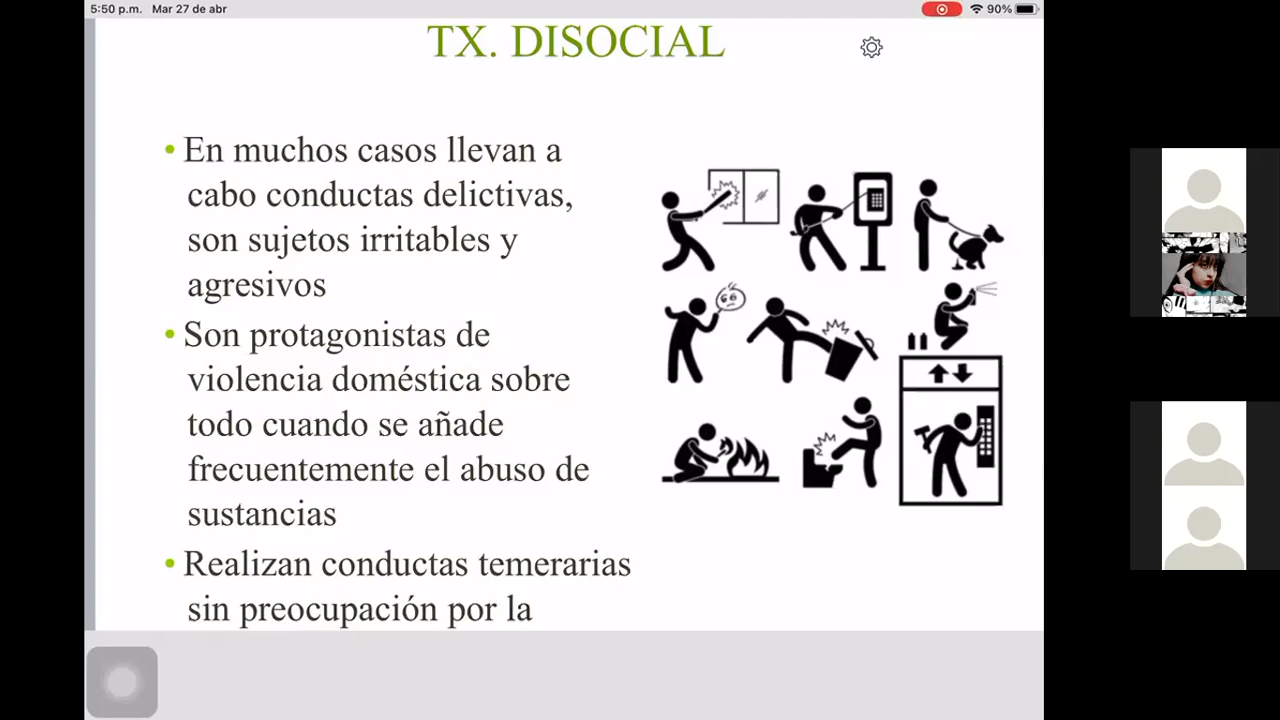 5:50 p.m. Mar 27 de abr
90%
TX. DISOCIAL
• En muchos casos llevan a
cabo conductas delictivas,
son sujetos irritables y
agresivos
• Son protagonistas de
violencia doméstica sobre
todo cuando se añade
frecuentemente el abuso de
sustancias
• Realizan conductas temerarias
sin preocupación por la